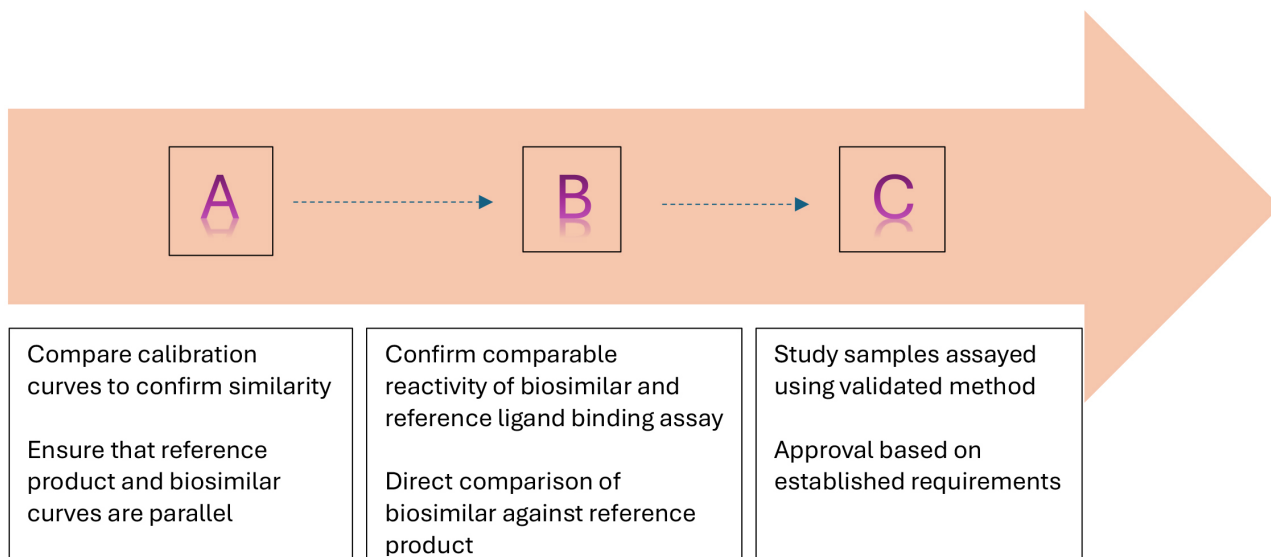 A
B
C
Compare calibration
curves to confirm similarity
Ensure that reference
product and biosimilar
curves are parallel
Confirm comparable
reactivity of biosimilar and
reference ligand binding assay
Direct comparison of
biosimilar against reference
product
Study samples assayed
using validated method
Approval based on
established requirements